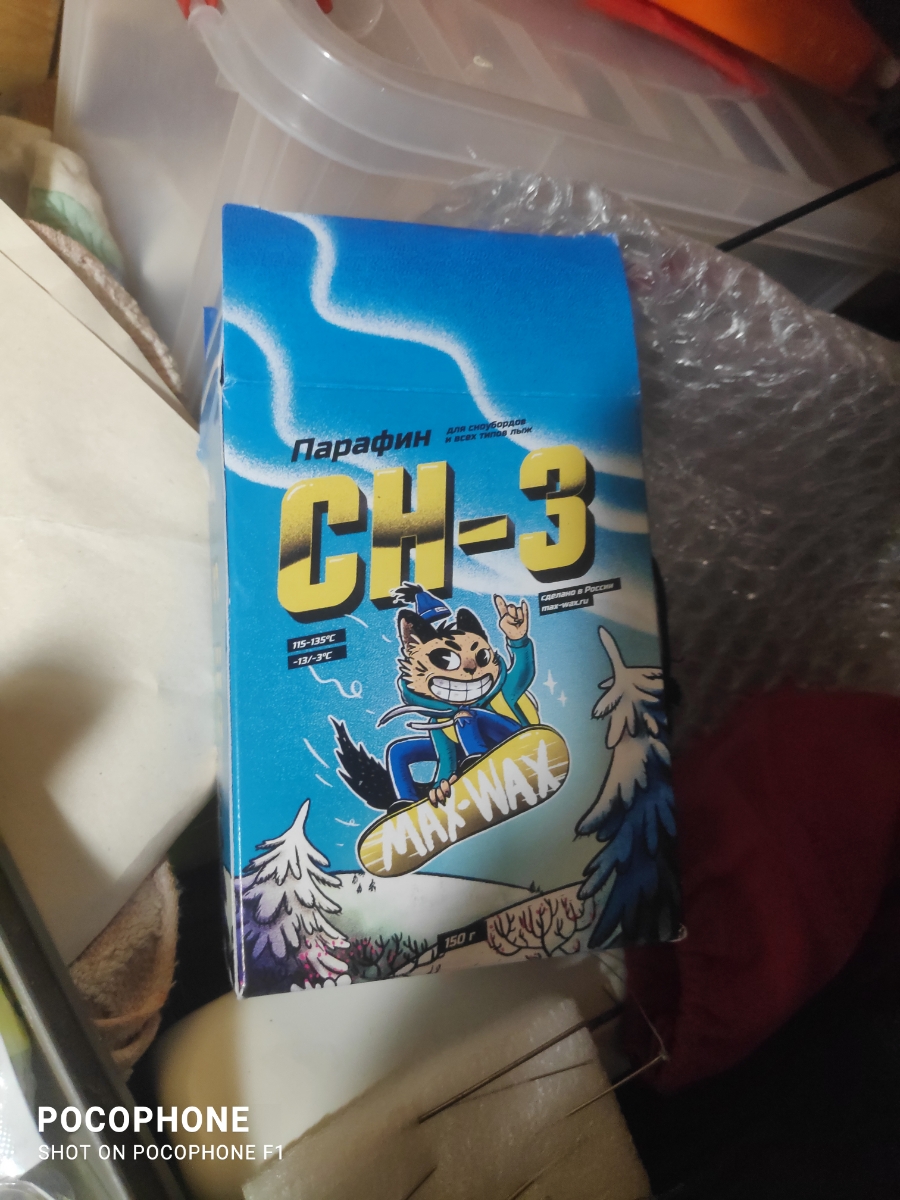 Парафин
для сноубордов
и всех типов лыж
CH-3
сделано в России
max-wax.ru
115-135°C
-13/-3°C
MAX-WAX
150 г
POCOPHONE
SHOT ON POCOPHONE F1